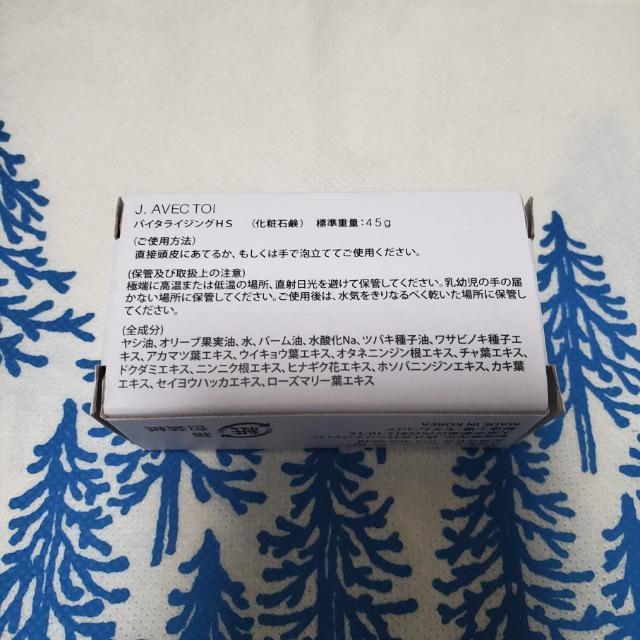 J. AVEC TOI
バイタライジングHS （化粧石鹸） 標準重量：45g
〈ご使用方法〉
直接頭皮にあてるか、もしくは手で泡立ててご使用ください。
〈保管及び取扱上の注意〉
極端に高温または低温の場所、直射日光を避けて保管してください。乳幼児の手の届
かない場所に保管してください。ご使用後は、水気をきりなるべく乾いた場所に保管し
てください。
〈全成分〉
ヤシ油、オリーブ果実油、水、パーム油、水酸化Na、ツバキ種子油、ワサビノキ種子エ
キス、アカマツ葉エキス、ウイキョウ葉エキス、オタネニンジン根エキス、チャ葉エキス、
ドクダミエキス、ニンニク根エキス、ヒナギク花エキス、ホソバニンジンエキス、カキ葉
エキス、セイヨウハッカエキス、ローズマリー葉エキス
MADE IN KOREA
紙